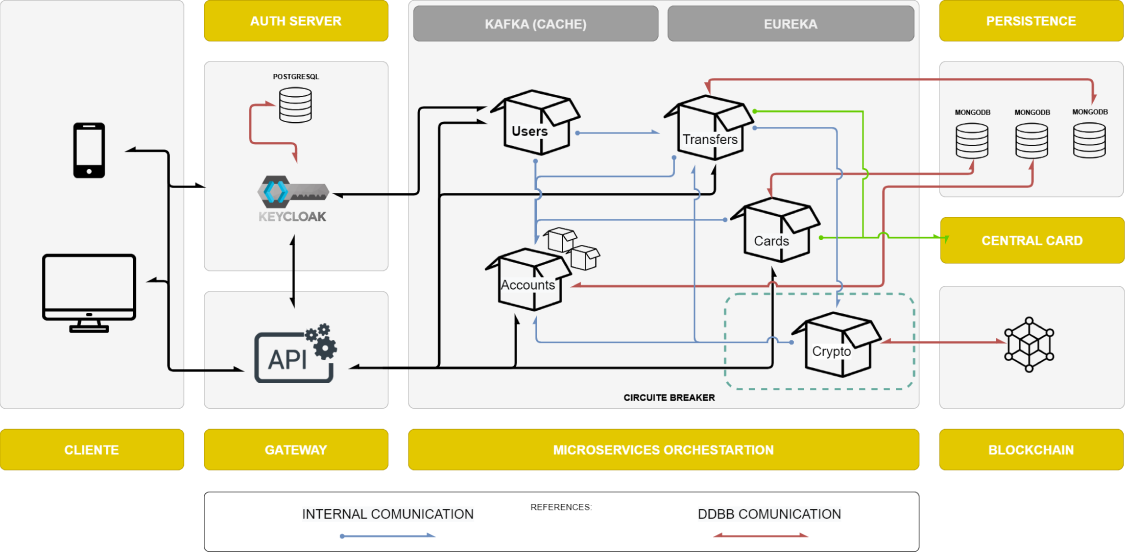 AUTH SERVER
KAFKA (CACHE)
EUREKA
PERSISTENCE
POSTGRESQL
MONGODB
MONGODB
MONGODB
Users
Transfers
KEYCLOAK
Cards
CENTRAL CARD
Accounts
API
Crypto
CIRCUITE BREAKER
CLIENTE
GATEWAY
MICROSERVICES ORCHESTARTION
BLOCKCHAIN
REFERENCES:
INTERNAL COMUNICATION
DDBB COMUNICATION